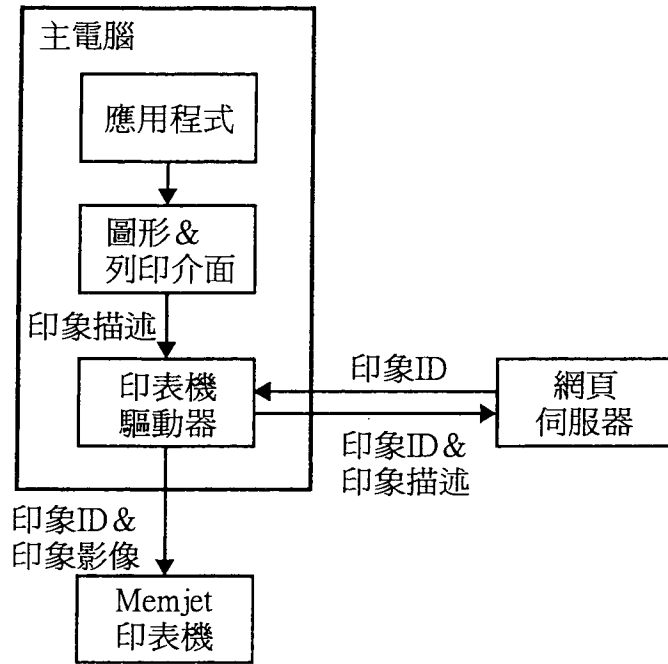 主電腦
應用程式
圖形&
列印介面
印象描述
印表機
驅動器
印象ID
網頁
伺服器
印象ID&
印象描述
印象ID&
印象影像
Memjet
印表機